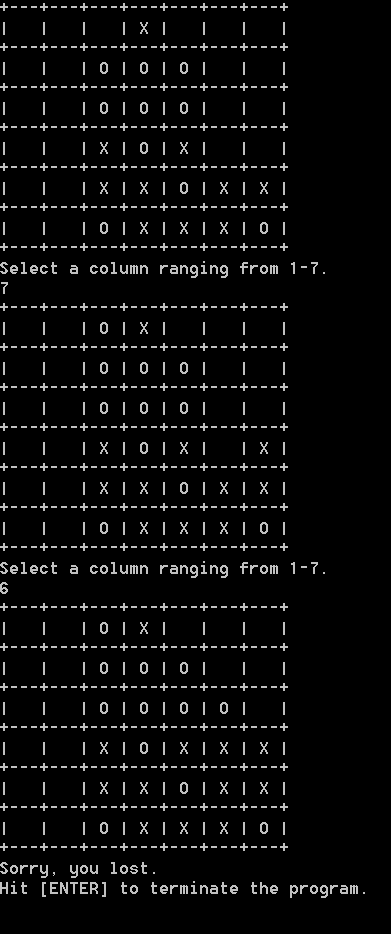 +---+---+---+---+---+---+---+
|   |   |   | X |   |   |   |
+---+---+---+---+---+---+---+
|   |   | O | O | O |   |   |
+---+---+---+---+---+---+---+
|   |   | O | O | O |   |   |
+---+---+---+---+---+---+---+
|   |   | X | O | X |   |   |
+---+---+---+---+---+---+---+
|   |   | X | X | O | X | X |
+---+---+---+---+---+---+---+
|   |   | O | X | X | X | O |
+---+---+---+---+---+---+---+
Select a column ranging from 1-7.
7
+---+---+---+---+---+---+---+
|   |   | O | X |   |   |   |
+---+---+---+---+---+---+---+
|   |   | O | O | O |   |   |
+---+---+---+---+---+---+---+
|   |   | O | O | O |   |   |
+---+---+---+---+---+---+---+
|   |   | X | O | X |   | X |
+---+---+---+---+---+---+---+
|   |   | X | X | O | X | X |
+---+---+---+---+---+---+---+
|   |   | O | X | X | X | O |
+---+---+---+---+---+---+---+
Select a column ranging from 1-7.
6
+---+---+---+---+---+---+---+
|   |   | O | X |   |   |   |
+---+---+---+---+---+---+---+
|   |   | O | O | O |   |   |
+---+---+---+---+---+---+---+
|   |   | O | O | O | O |   |
+---+---+---+---+---+---+---+
|   |   | X | O | X | X | X |
+---+---+---+---+---+---+---+
|   |   | X | X | O | X | X |
+---+---+---+---+---+---+---+
|   |   | O | X | X | X | O |
+---+---+---+---+---+---+---+
Sorry, you lost.
Hit [ENTER] to terminate the program.